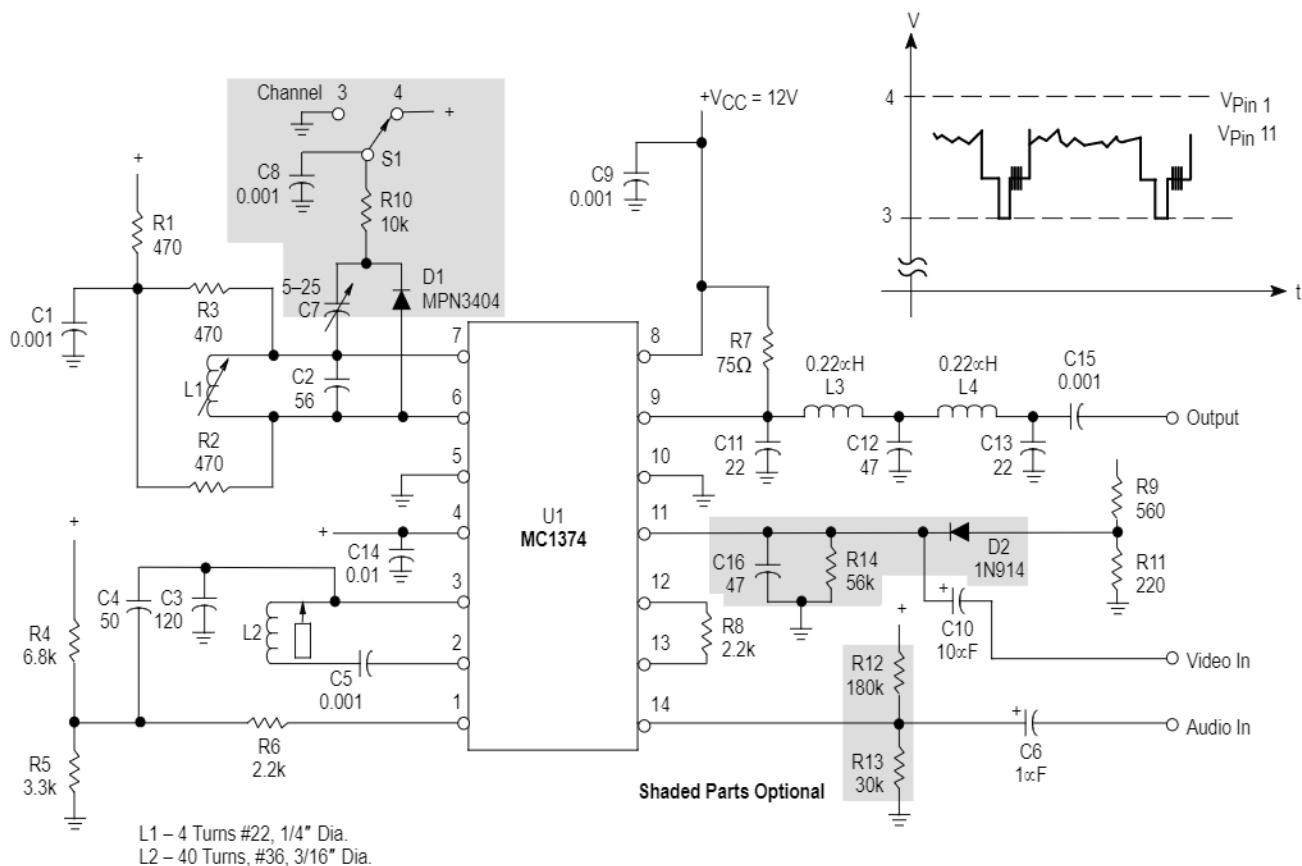 Channel 3 4
+
S1
C8
0.001
R10
10k
+
R1
470
C1
0.001
R3
470
5–25
C7
D1
MPN3404
L1
C2
56
R2
470
+VCC = 12V
C9
0.001
V
4
3
VPin 1
VPin 11
t
7
6
5
4
3
2
1
8
9
10
11
12
13
14
U1
MC1374
R7
75Ω
0.22∝H
L3
0.22∝H
L4
C15
0.001
Output
C11
22
C12
47
C13
22
R9
560
R11
220
D2
1N914
C16
47
R14
56k
+
C10
10∝F
Video In
R8
2.2k
+
R12
180k
R13
30k
+
C6
1∝F
Audio In
+
C14
0.01
+
C4
50
C3
120
L2
C5
0.001
R4
6.8k
R5
3.3k
R6
2.2k
Shaded Parts Optional
L1 – 4 Turns #22, 1/4″ Dia.
L2 – 40 Turns, #36, 3/16″ Dia.